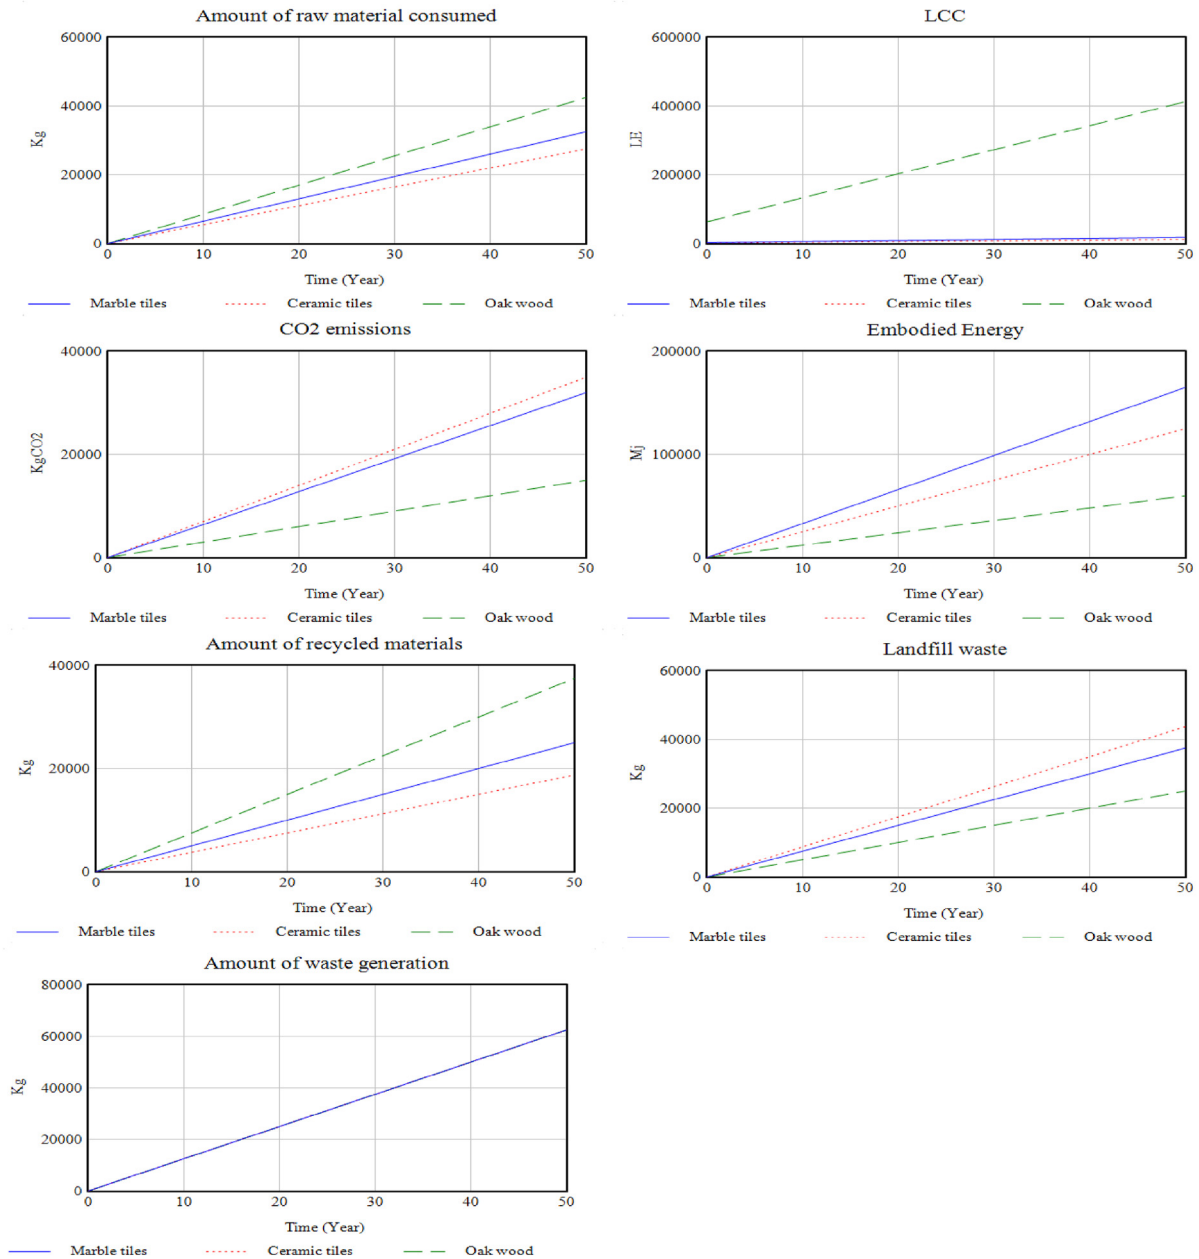 Amount of raw material consumed
60000
40000
20000
0
Kg
0 10 20 30 40 50
Time (Year)
Marble tiles Ceramic tiles Oak wood
LCC
600000
400000
200000
0
LE
0 10 20 30 40 50
Time (Year)
Marble tiles Ceramic tiles Oak wood
CO2 emissions
40000
20000
0
KgCO2
0 10 20 30 40 50
Time (Year)
Marble tiles Ceramic tiles Oak wood
Embodied Energy
200000
100000
0
Mj
0 10 20 30 40 50
Time (Year)
Marble tiles Ceramic tiles Oak wood
Amount of recycled materials
40000
20000
0
Kg
0 10 20 30 40 50
Time (Year)
Marble tiles Ceramic tiles Oak wood
Landfill waste
60000
40000
20000
0
Kg
0 10 20 30 40 50
Time (Year)
Marble tiles Ceramic tiles Oak wood
Amount of waste generation
80000
60000
40000
20000
0
Kg
0 10 20 30 40 50
Time (Year)
Marble tiles Ceramic tiles Oak wood